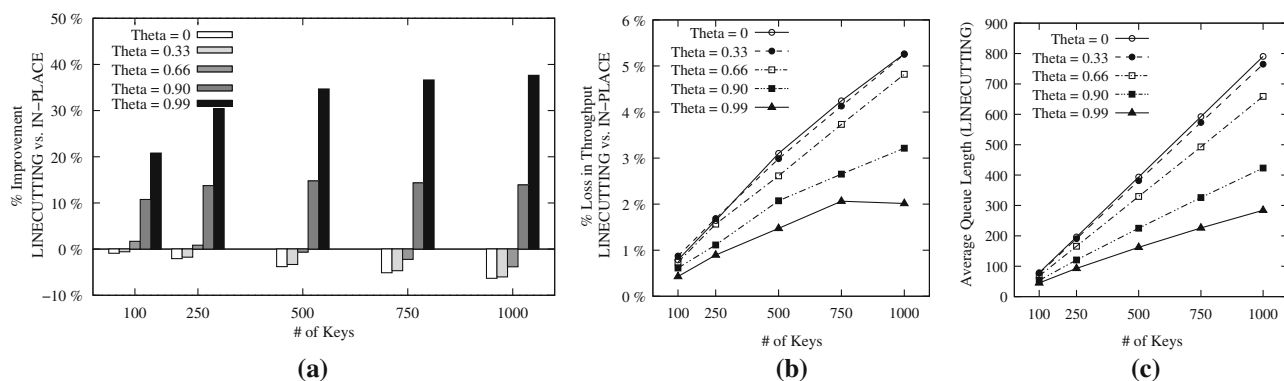 50 %
40 %
30 %
20 %
10 %
0 %
−10 %
% Improvement
LINECUTTING vs. IN−PLACE
Theta = 0
Theta = 0.33
Theta = 0.66
Theta = 0.90
Theta = 0.99
100
250
500
750
1000
# of Keys
(a)
6 %
5 %
4 %
3 %
2 %
1 %
0 %
% Loss in Throughput
LINECUTTING vs. IN−PLACE
Theta = 0
Theta = 0.33
Theta = 0.66
Theta = 0.90
Theta = 0.99
100
250
500
750
1000
# of Keys
(b)
900
800
700
600
500
400
300
200
100
0
Average Queue Length (LINECUTTING)
Theta = 0
Theta = 0.33
Theta = 0.66
Theta = 0.90
Theta = 0.99
100
250
500
750
1000
# of Keys
(c)